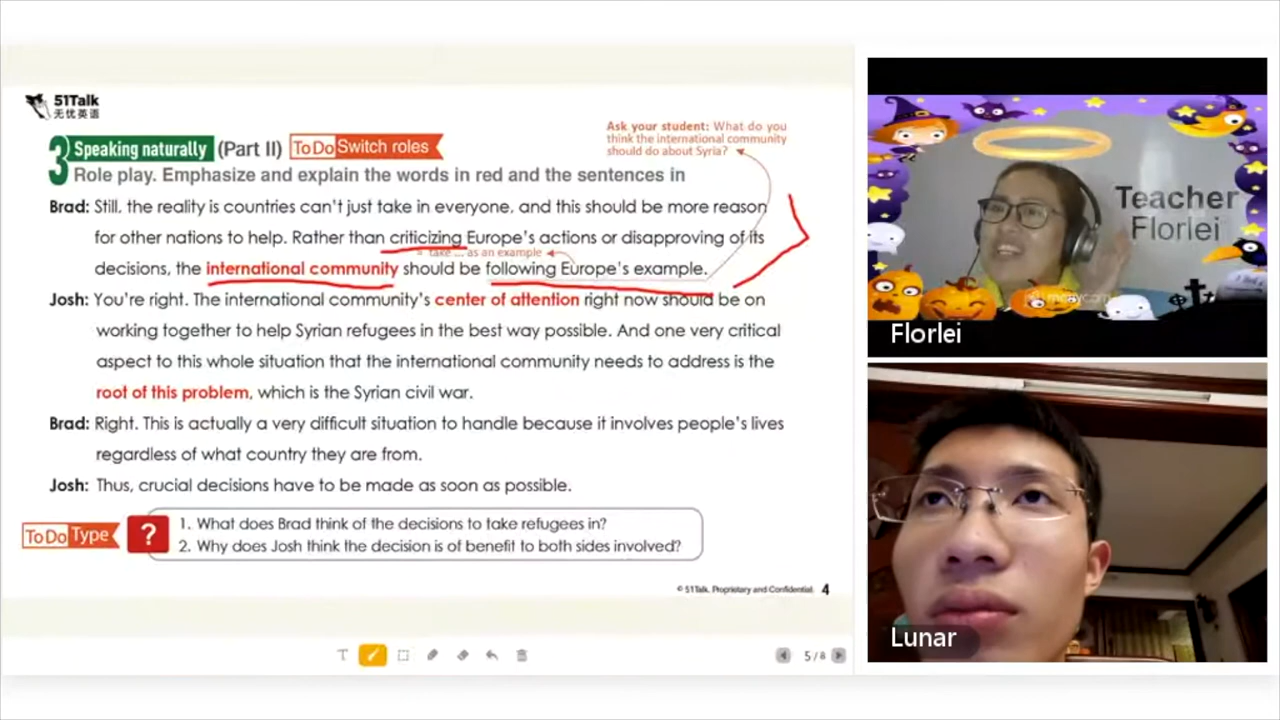 51Talk
无忧英语
3 Speaking naturally (Part II) To Do Switch roles
Ask your student: What do you
think the international community
should do about Syria?
Role play. Emphasize and explain the words in red and the sentences in
Brad: Still, the reality is countries can't just take in everyone, and this should be more reason
for other nations to help. Rather than criticizing Europe's actions or disapproving of its
= take ... as an example
decisions, the international community should be following Europe's example.
Josh: You're right. The international community's center of attention right now should be on
working together to help Syrian refugees in the best way possible. And one very critical
aspect to this whole situation that the international community needs to address is the
root of this problem, which is the Syrian civil war.
Brad: Right. This is actually a very difficult situation to handle because it involves people's lives
regardless of what country they are from.
Josh: Thus, crucial decisions have to be made as soon as possible.
To Do Type ?
1. What does Brad think of the decisions to take refugees in?
2. Why does Josh think the decision is of benefit to both sides involved?
© 51Talk, Proprietary and Confidential. 4
T
5/8
Teacher
Florlei
Florlei
Lunar